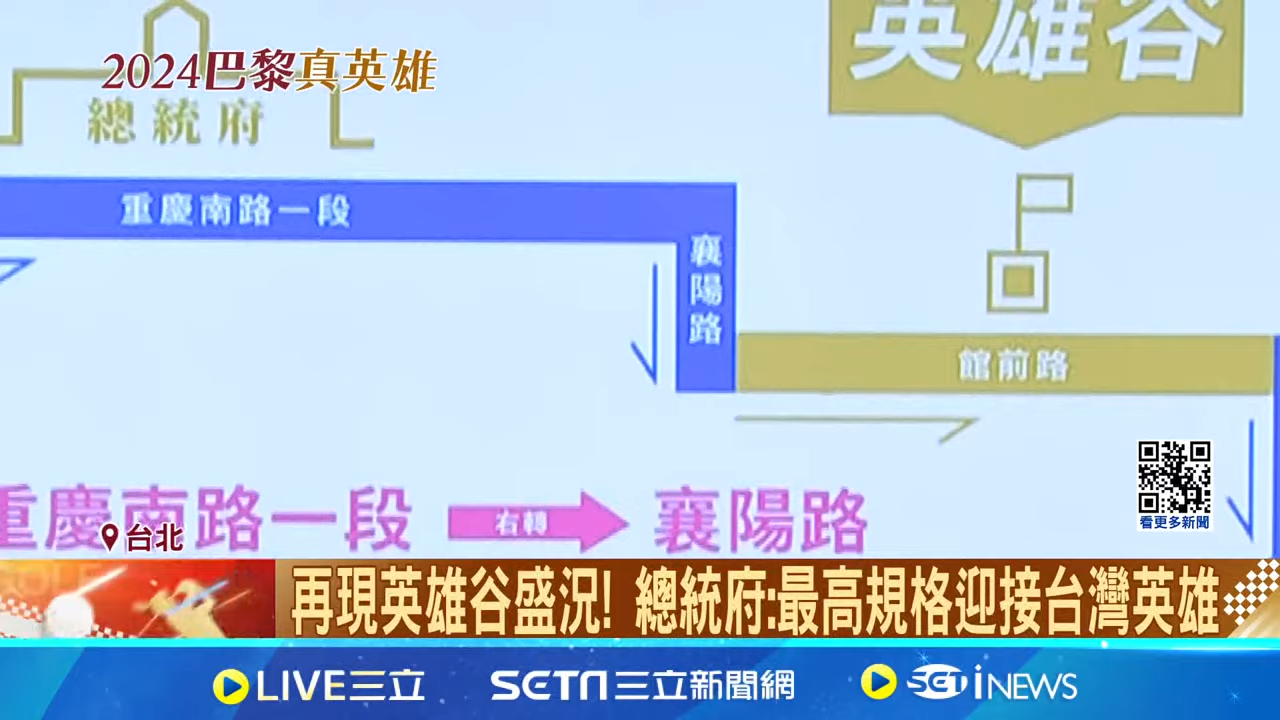 英雄谷
2024巴黎真英雄
總統府
重慶南路一段
襄陽路
館前路
重慶南路一段 右轉 襄陽路
看更多新聞
台北
再現英雄谷盛況! 總統府:最高規格迎接台灣英雄
LIVE三立 SETN三立新聞網 SETiNEWS